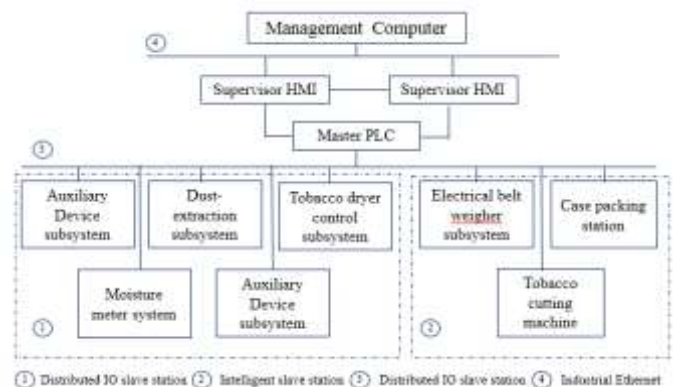 Management Computer
④
Supervisor HMI
Supervisor HMI
Master PLC
③
Auxiliary
Device
subsystem
Dust-
extraction
subsystem
Tobacco dryer
control
subsystem
Electrical belt
weigher
subsystem
Case packing
station
Moisture
meter system
Auxiliary
Device
subsystem
Tobacco
cutting
machine
①
②
① Distributed IO slave station ② Intelligent slave station ③ Distributed IO slave station ④ Industrial Ethernet